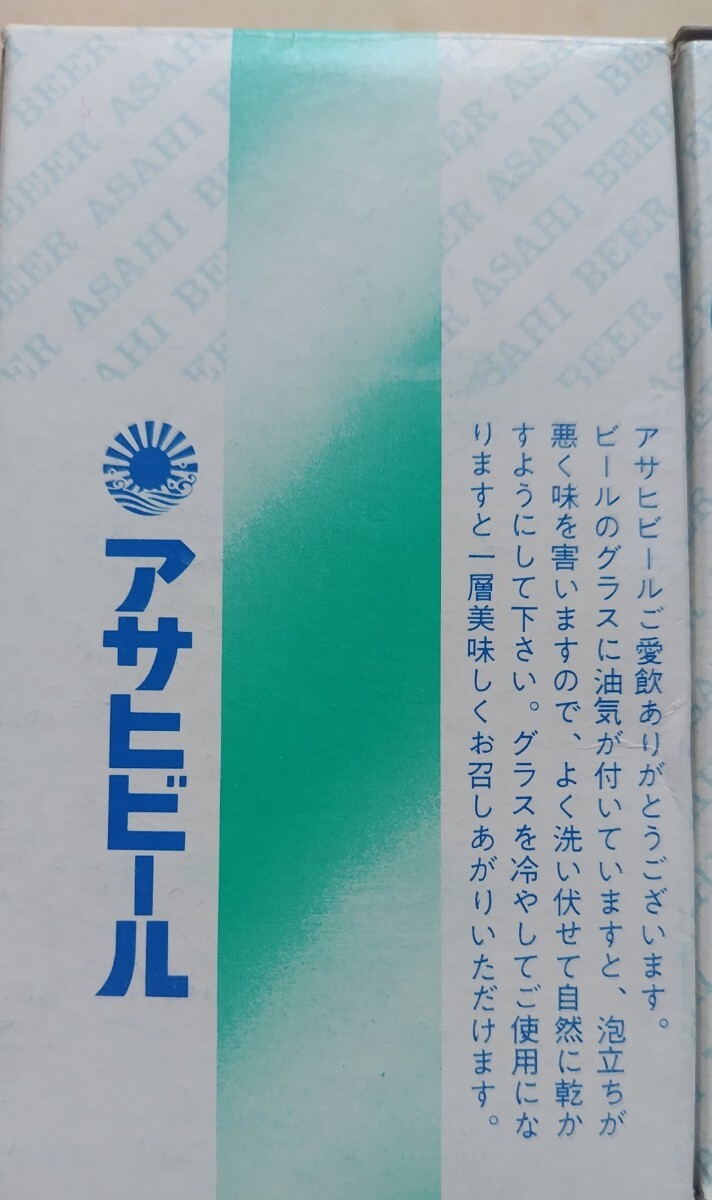 BEER ASAHI BEER ASAHI BEER
BEER ASAHI BEER ASAHI BEER
アサヒビールご愛飲ありがとうございます。
ビールのグラスに油気が付いていますと、泡立ちが
悪く味を害いますので、よく洗い伏せて自然に乾か
すようにして下さい。グラスを冷やしてご使用にな
りますと一層美味しくお召しあがりいただけます。
アサヒビール